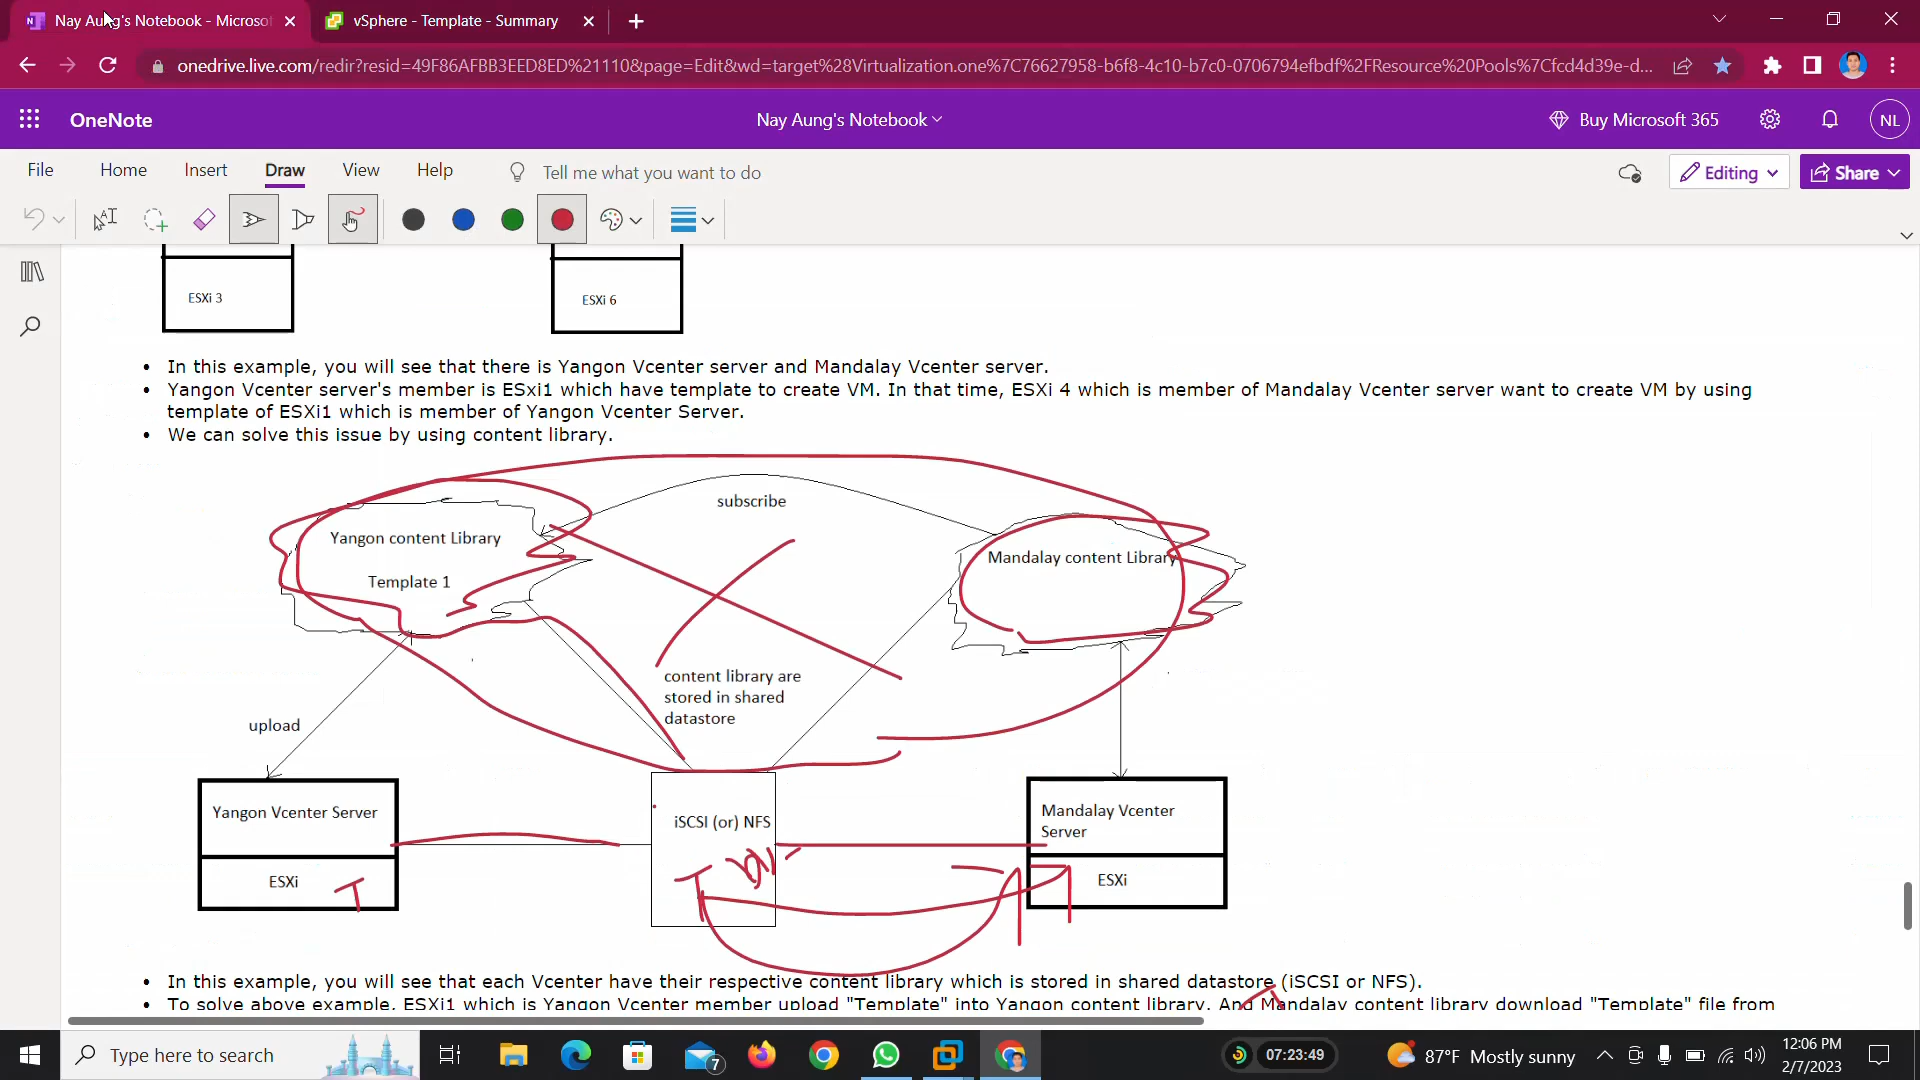 Nay Aung's Notebook - Microso
vSphere - Template - Summary
onedrive.live.com/redir?resid=49F86AFBB3EED8ED%21110&page=Edit&wd=target%28Virtualization.one%7C76627958-b6f8-4c10-b7c0-0706794efbdf%2FResource%20Pools%7Cfcd4d39e-d...
OneNote
Nay Aung's Notebook
Buy Microsoft 365
NL
File Home Insert Draw View Help
Tell me what you want to do
Editing
Share
ESXi 3
ESXi 6
• In this example, you will see that there is Yangon Vcenter server and Mandalay Vcenter server.
• Yangon Vcenter server's member is ESxi1 which have template to create VM. In that time, ESXi 4 which is member of Mandalay Vcenter server want to create VM by using
template of ESXi1 which is member of Yangon Vcenter Server.
• We can solve this issue by using content library.
subscribe
Yangon content Library
Template 1
Mandalay content Library
content library are
stored in shared
datastore
upload
Yangon Vcenter Server
ESXi
T
iSCSI (or) NFS
T
Mandalay Vcenter
Server
ESXi
• In this example, you will see that each Vcenter have their respective content library which is stored in shared datastore (iSCSI or NFS).
• To solve above example, ESXi1 which is Yangon Vcenter member upload "Template" into Yangon content library. And Mandalay content library download "Template" file from
Type here to search
7
07:23:49
87°F Mostly sunny
12:06 PM
2/7/2023